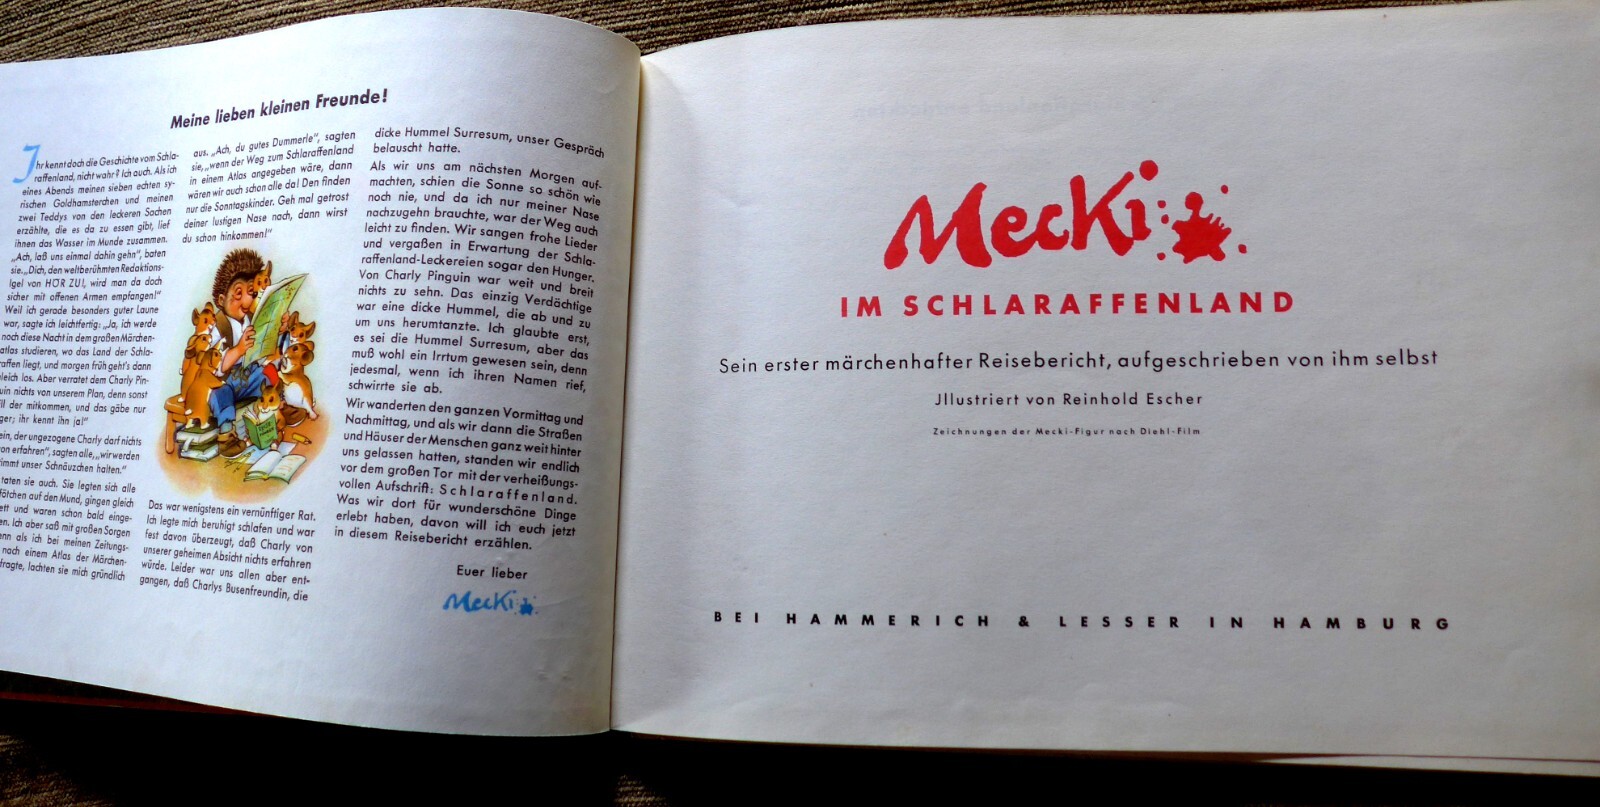 Meine lieben kleinen Freunde!
Ihr kennt doch die Geschichte vom Schla-
raffenland, nicht wahr? Ich auch. Als ich
eines Abends meinen sieben echten sy-
rischen Goldhamsterchen und meinen
zwei Teddys von den leckeren Sachen
erzählte, die es da zu essen gibt, lief
ihnen das Wasser im Munde zusammen.
„Ach, laß uns einmal dahin gehn“, baten
sie. „Dich, den weltberühmten Redaktions-
Igel von HÖR ZU!, wird man da doch
sicher mit offenen Armen empfangen!“
Weil ich gerade besonders guter Laune
war, sagte ich leichtfertig: „Ja, ich werde
noch diese Nacht in dem großen Märchen-
atlas studieren, wo das Land der Schla-
raffen liegt, und morgen früh geht's dann
gleich los. Aber verratet dem Charly Pin-
uin nichts von unserem Plan, denn sonst
ill der mitkommen, und das gäbe nur
ger; ihr kennt ihn ja!“
ein, der ungezogene Charly darf nichts
on erfahren“, sagten alle, „wir werden
timmt unser Schnäuzchen halten.“
taten sie auch. Sie legten sich alle
fötchen auf den Mund, gingen gleich
ett und waren schon bald einge-
en. Ich aber saß mit großen Sorgen
nn als ich bei meinen Zeitungs-
nach einem Atlas der Märchen-
fragte, lachten sie mich gründlich
aus. „Ach, du gutes Dummerle“, sagten
sie, „wenn der Weg zum Schlaraffenland
in einem Atlas angegeben wäre, dann
wären wir auch schon alle da! Den finden
nur die Sonntagskinder. Geh mal getrost
deiner lustigen Nase nach, dann wirst
du schon hinkommen!“
Das war wenigstens ein vernünftiger Rat.
Ich legte mich beruhigt schlafen und war
fest davon überzeugt, daß Charly von
unserer geheimen Absicht nichts erfahren
würde. Leider war uns allen aber ent-
gangen, daß Charlys Busenfreundin, die
dicke Hummel Surresum, unser Gespräch
belauscht hatte.
Als wir uns am nächsten Morgen auf-
machten, schien die Sonne so schön wie
noch nie, und da ich nur meiner Nase
nachzugehn brauchte, war der Weg auch
leicht zu finden. Wir sangen frohe Lieder
und vergaßen in Erwartung der Schla-
raffenland-Leckereien sogar den Hunger.
Von Charly Pinguin war weit und breit
nichts zu sehn. Das einzig Verdächtige
war eine dicke Hummel, die ab und zu
um uns herumtanzte. Ich glaubte erst,
es sei die Hummel Surresum, aber das
muß wohl ein Irrtum gewesen sein, denn
jedesmal, wenn ich ihren Namen rief,
schwirrte sie ab.
Wir wanderten den ganzen Vormittag und
Nachmittag, und als wir dann die Straßen
und Häuser der Menschen ganz weit hinter
uns gelassen hatten, standen wir endlich
vor dem großen Tor mit der verheißungs-
vollen Aufschrift: Schlaraffenland.
Was wir dort für wunderschöne Dinge
erlebt haben, davon will ich euch jetzt
in diesem Reisebericht erzählen.
Euer lieber
Mecki
Mecki
IM SCHLARAFFENLAND
Sein erster märchenhafter Reisebericht, aufgeschrieben von ihm selbst
Jllustriert von Reinhold Escher
Zeichnungen der Mecki-Figur nach Diehl-Film
BEI HAMMERICH & LESSER IN HAMBURG